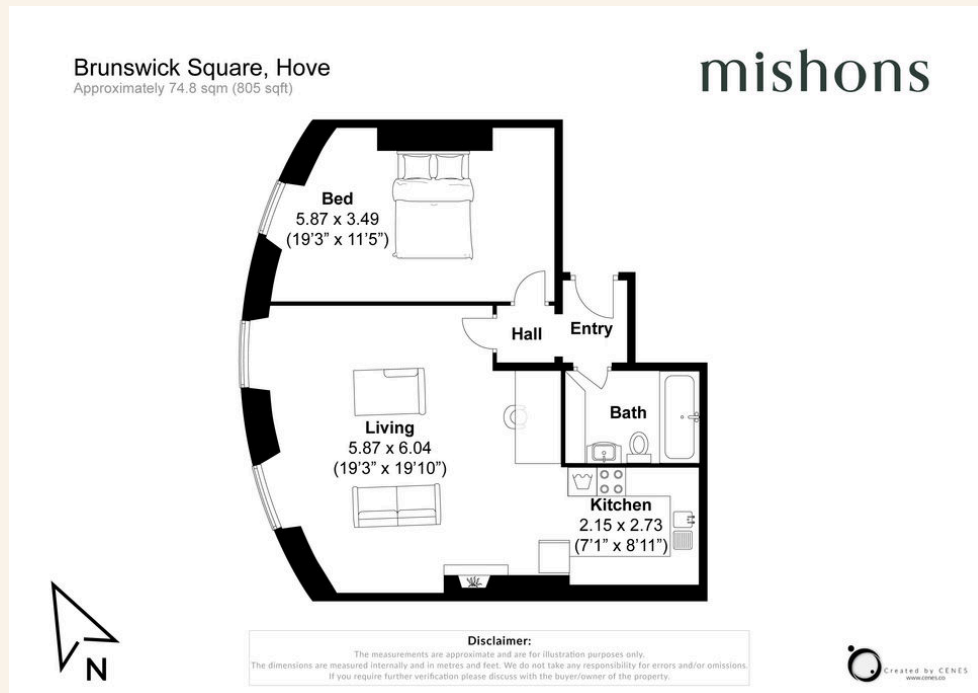 Brunswick Square, Hove
Approximately 74.8 sqm (805 sqft)
mishons
Bed
5.87 x 3.49
(19'3" x 11'5")
Hall
Entry
Bath
Living
5.87 x 6.04
(19'3" x 19'10")
Kitchen
2.15 x 2.73
(7'1" x 8'11")
N
Disclaimer:
The measurements are approximate and are for illustration purposes only.
The dimensions are measured internally and in metres and feet. We do not take any responsibility for errors and/or omissions.
If you require further verification please discuss with the buyer/owner of the property.
Created by CENES
www.cenes.co